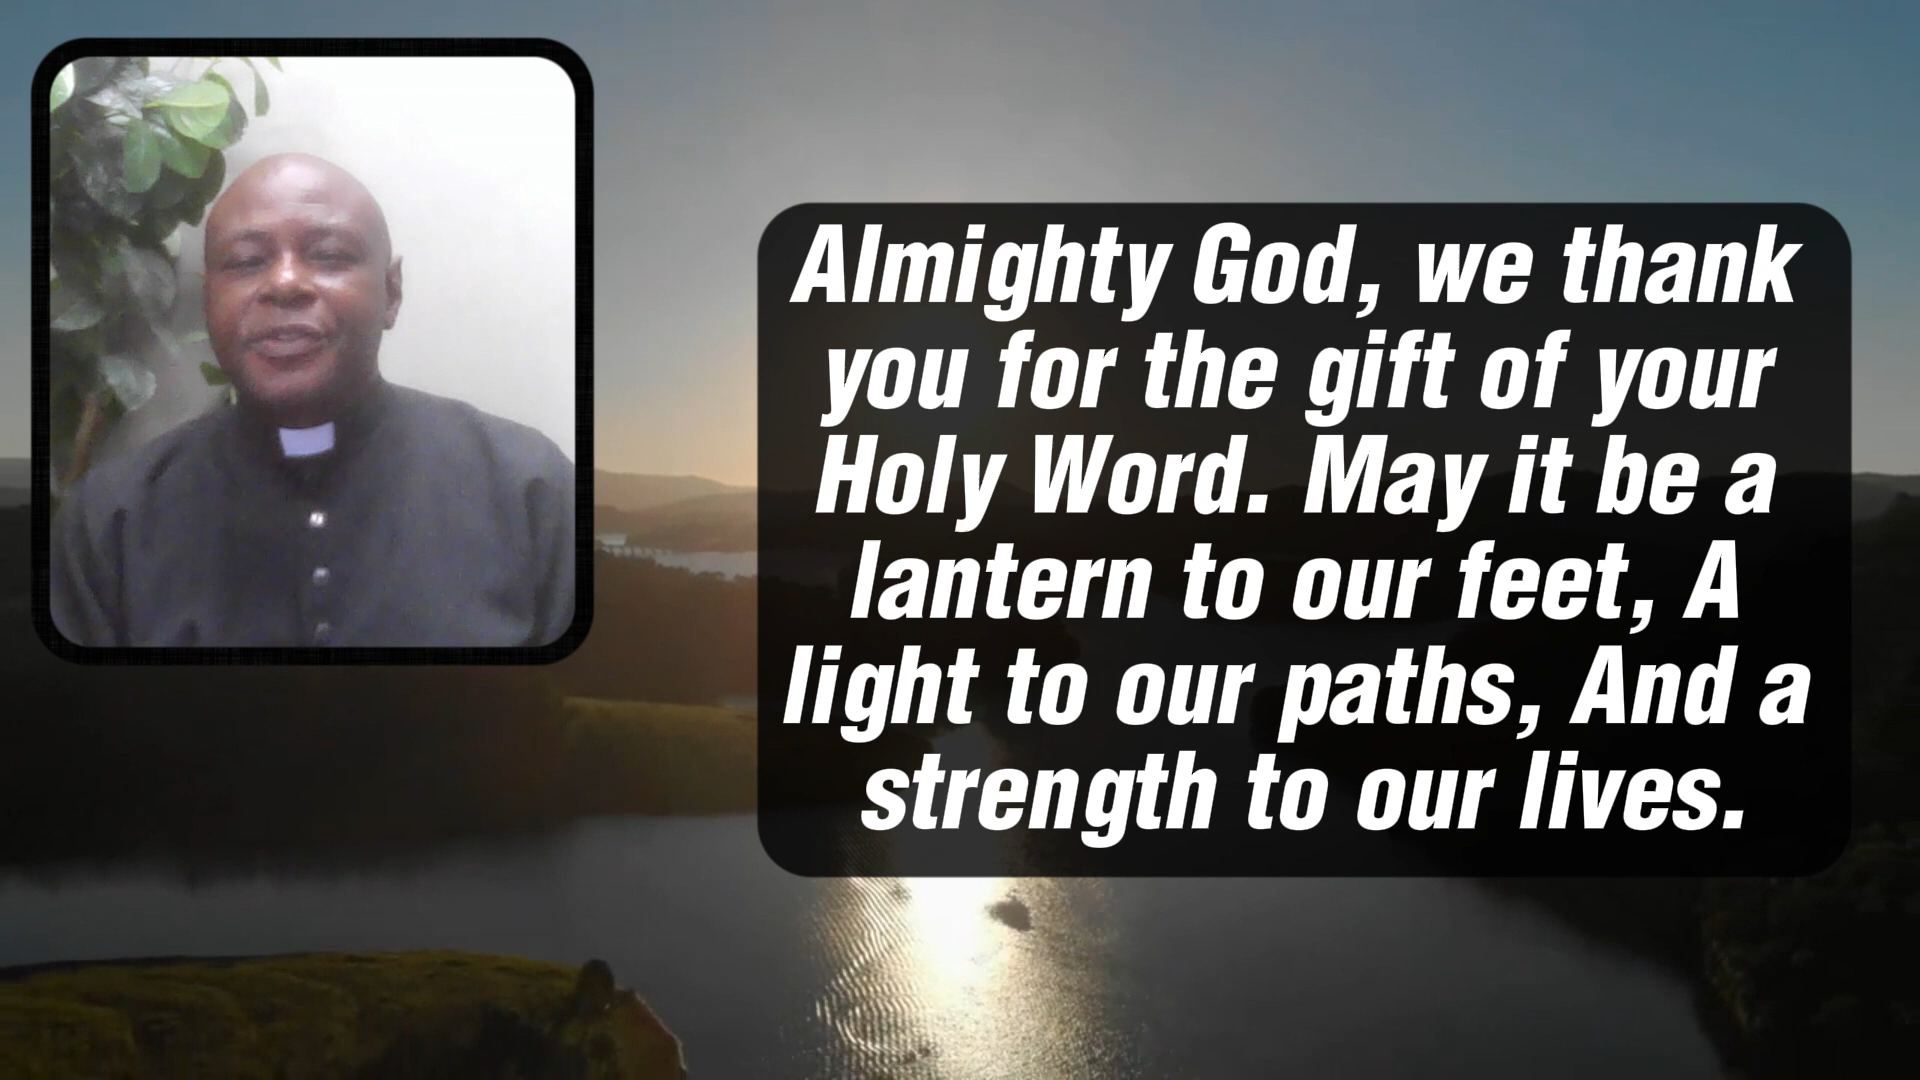 Almighty God, we thank
you for the gift of your
Holy Word. May it be a
lantern to our feet, A
light to our paths, And a
strength to our lives.